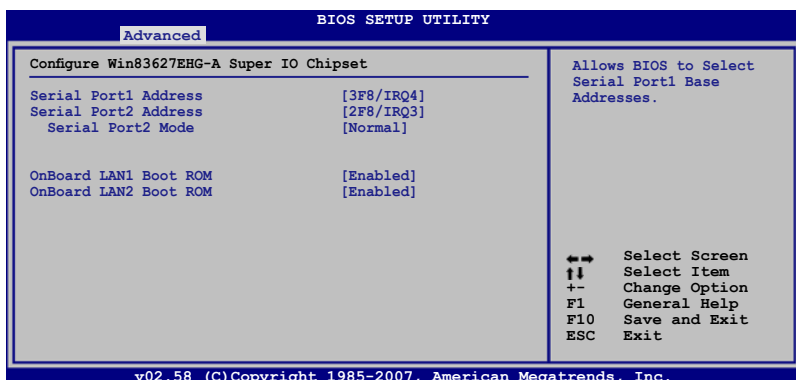 BIOS SETUP UTILITY
Advanced
Configure Win83627EHG-A Super IO Chipset
Serial Port1 Address [3F8/IRQ4]
Serial Port2 Address [2F8/IRQ3]
Serial Port2 Mode [Normal]
OnBoard LAN1 Boot ROM [Enabled]
OnBoard LAN2 Boot ROM [Enabled]
Allows BIOS to Select
Serial Port1 Base
Addresses.
←→ Select Screen
↑↓ Select Item
+- Change Option
F1 General Help
F10 Save and Exit
ESC Exit
v02.58 (C)Copyright 1985-2007, American Megatrends, Inc.